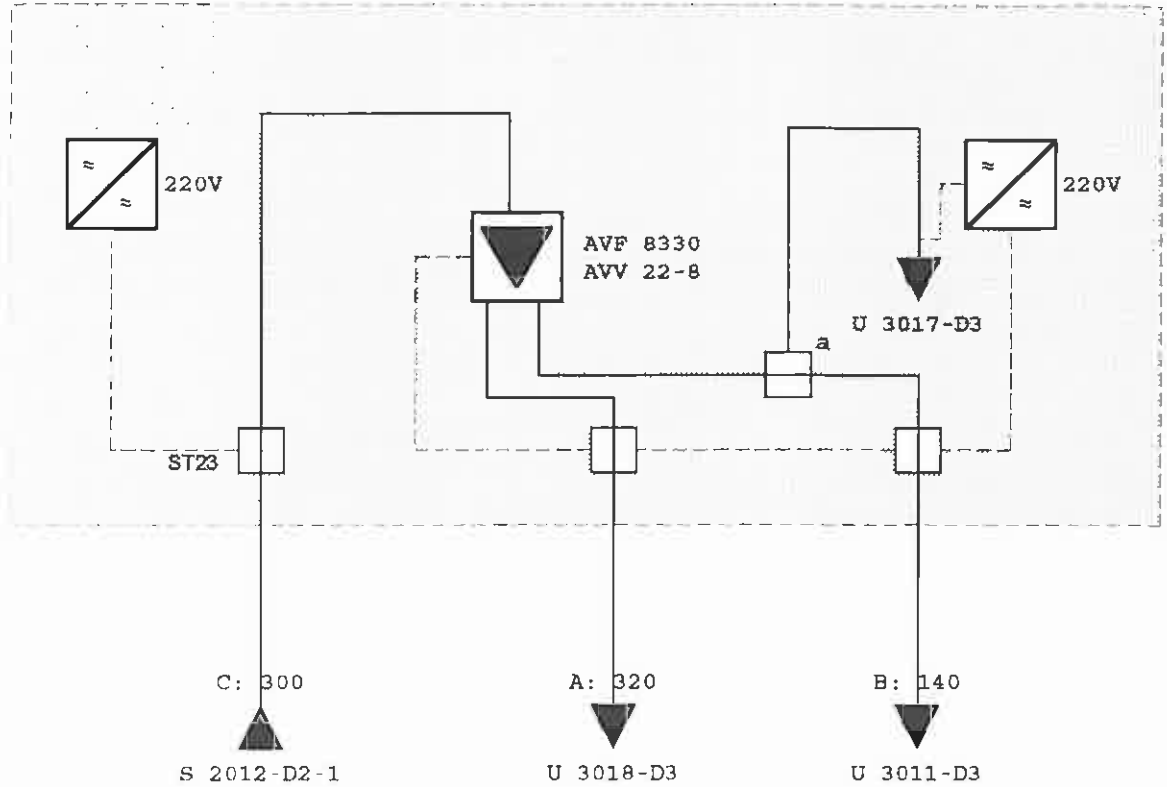 ≈
≈
220V
≈
≈
220V
AVF 8330
AVV 22-8
U 3017-D3
a
ST23
C: 300
A: 320
B: 140
S 2012-D2-1
U 3018-D3
U 3011-D3